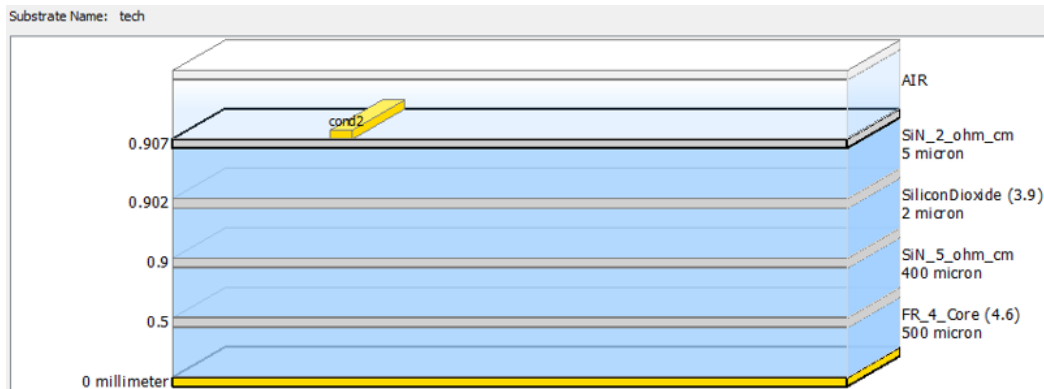 Substrate Name: tech
AIR
cond2
0.907
SiN_2_ohm_cm
5 micron
0.902
SiliconDioxide (3.9)
2 micron
0.9
SiN_5_ohm_cm
400 micron
0.5
FR_4_Core (4.6)
500 micron
0 millimeter